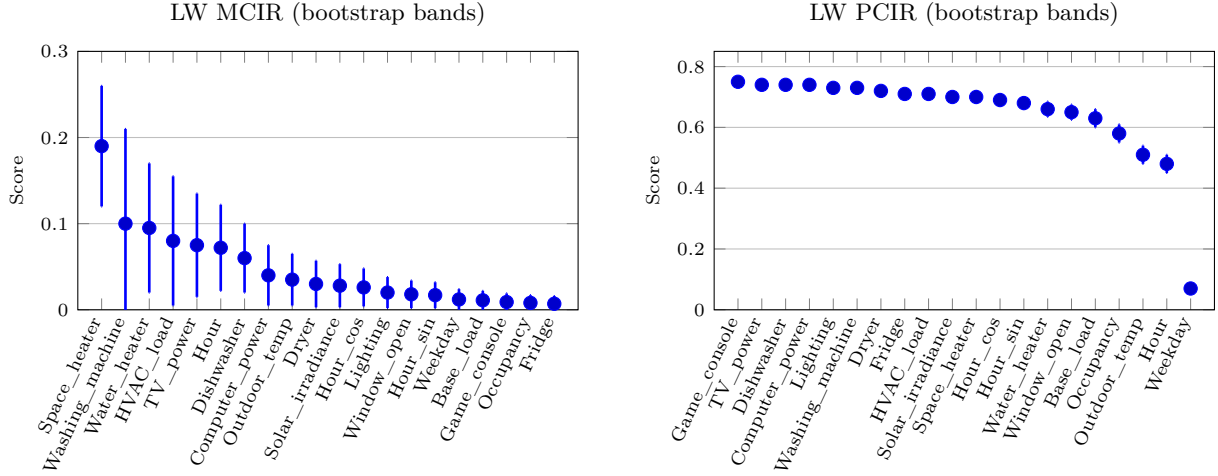 LW MCIR (bootstrap bands)
Score
0.3
0.2
0.1
0
Space_heater
Washing_machine
Water_heater
HVAC_load
TV_power
Hour
Dishwasher
Computer_power
Outdoor_temp
Dryer
Solar_irradiance
Hour_cos
Lighting
Window_open
Hour_sin
Weekday
Base_load
Game_console
Occupancy
Fridge
LW PCIR (bootstrap bands)
Score
0.8
0.6
0.4
0.2
0
Game_console
TV_power
Dishwasher
Computer_power
Lighting
Washing_machine
Dryer
Fridge
HVAC_load
Solar_irradiance
Space_heater
Hour_cos
Hour_sin
Water_heater
Window_open
Base_load
Occupancy
Outdoor_temp
Hour
Weekday